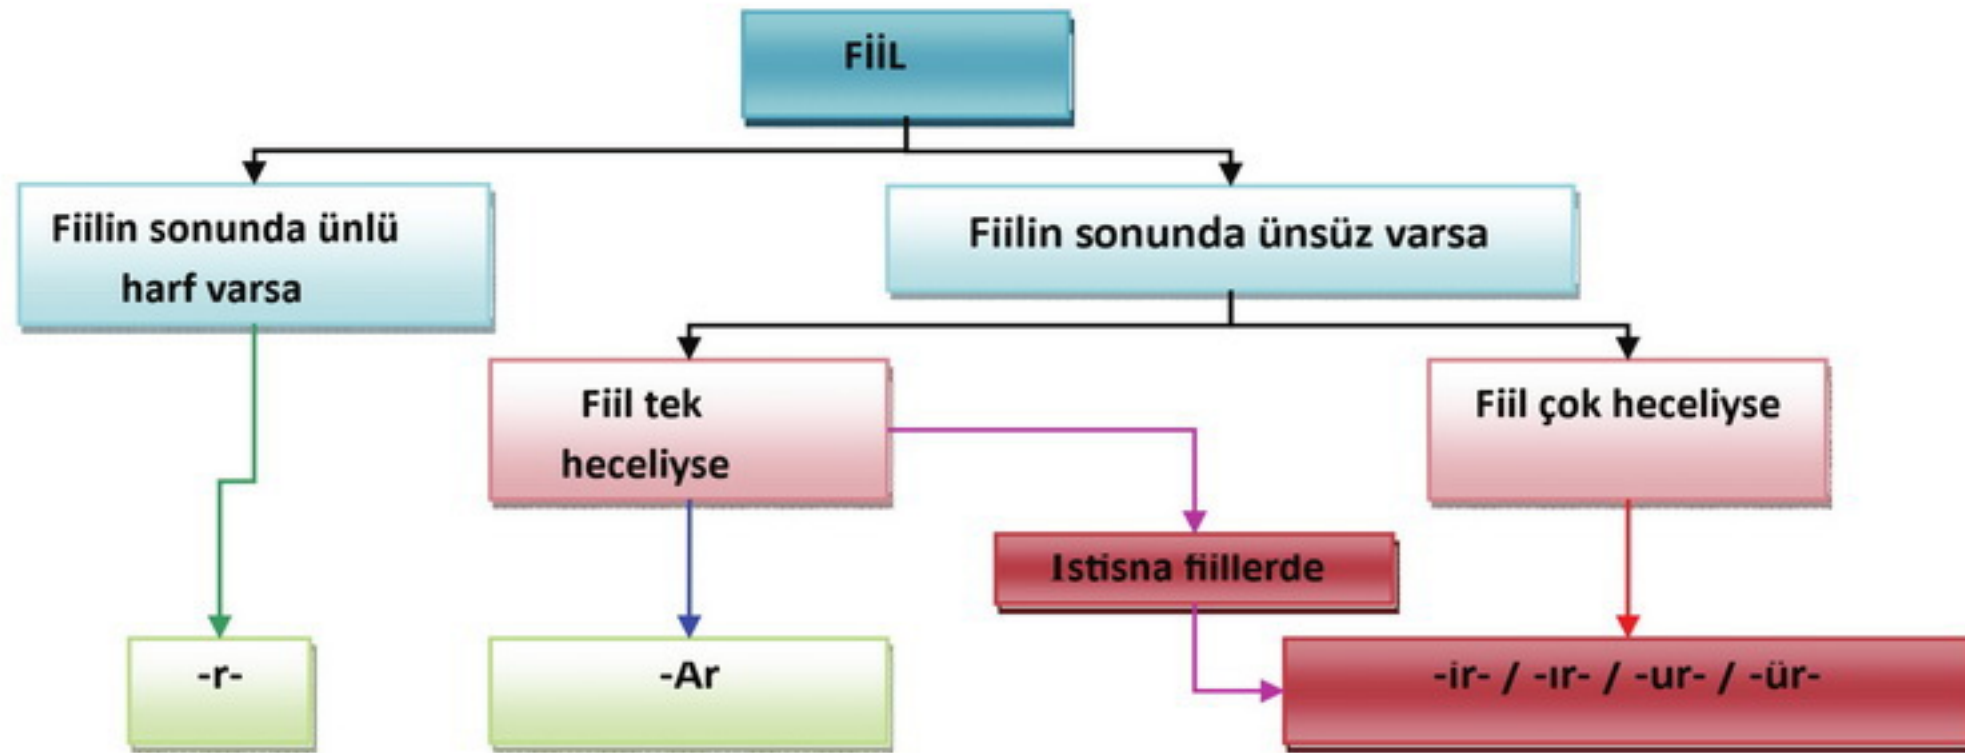 FİİL
Fiilin sonunda ünlü
harf varsa
Fiilin sonunda ünsüz varsa
Fiil tek
heceliyse
Fiil çok heceliyse
Istisna fiillerde
-r-
-Ar
-ir- / -ır- / -ur- / -ür-